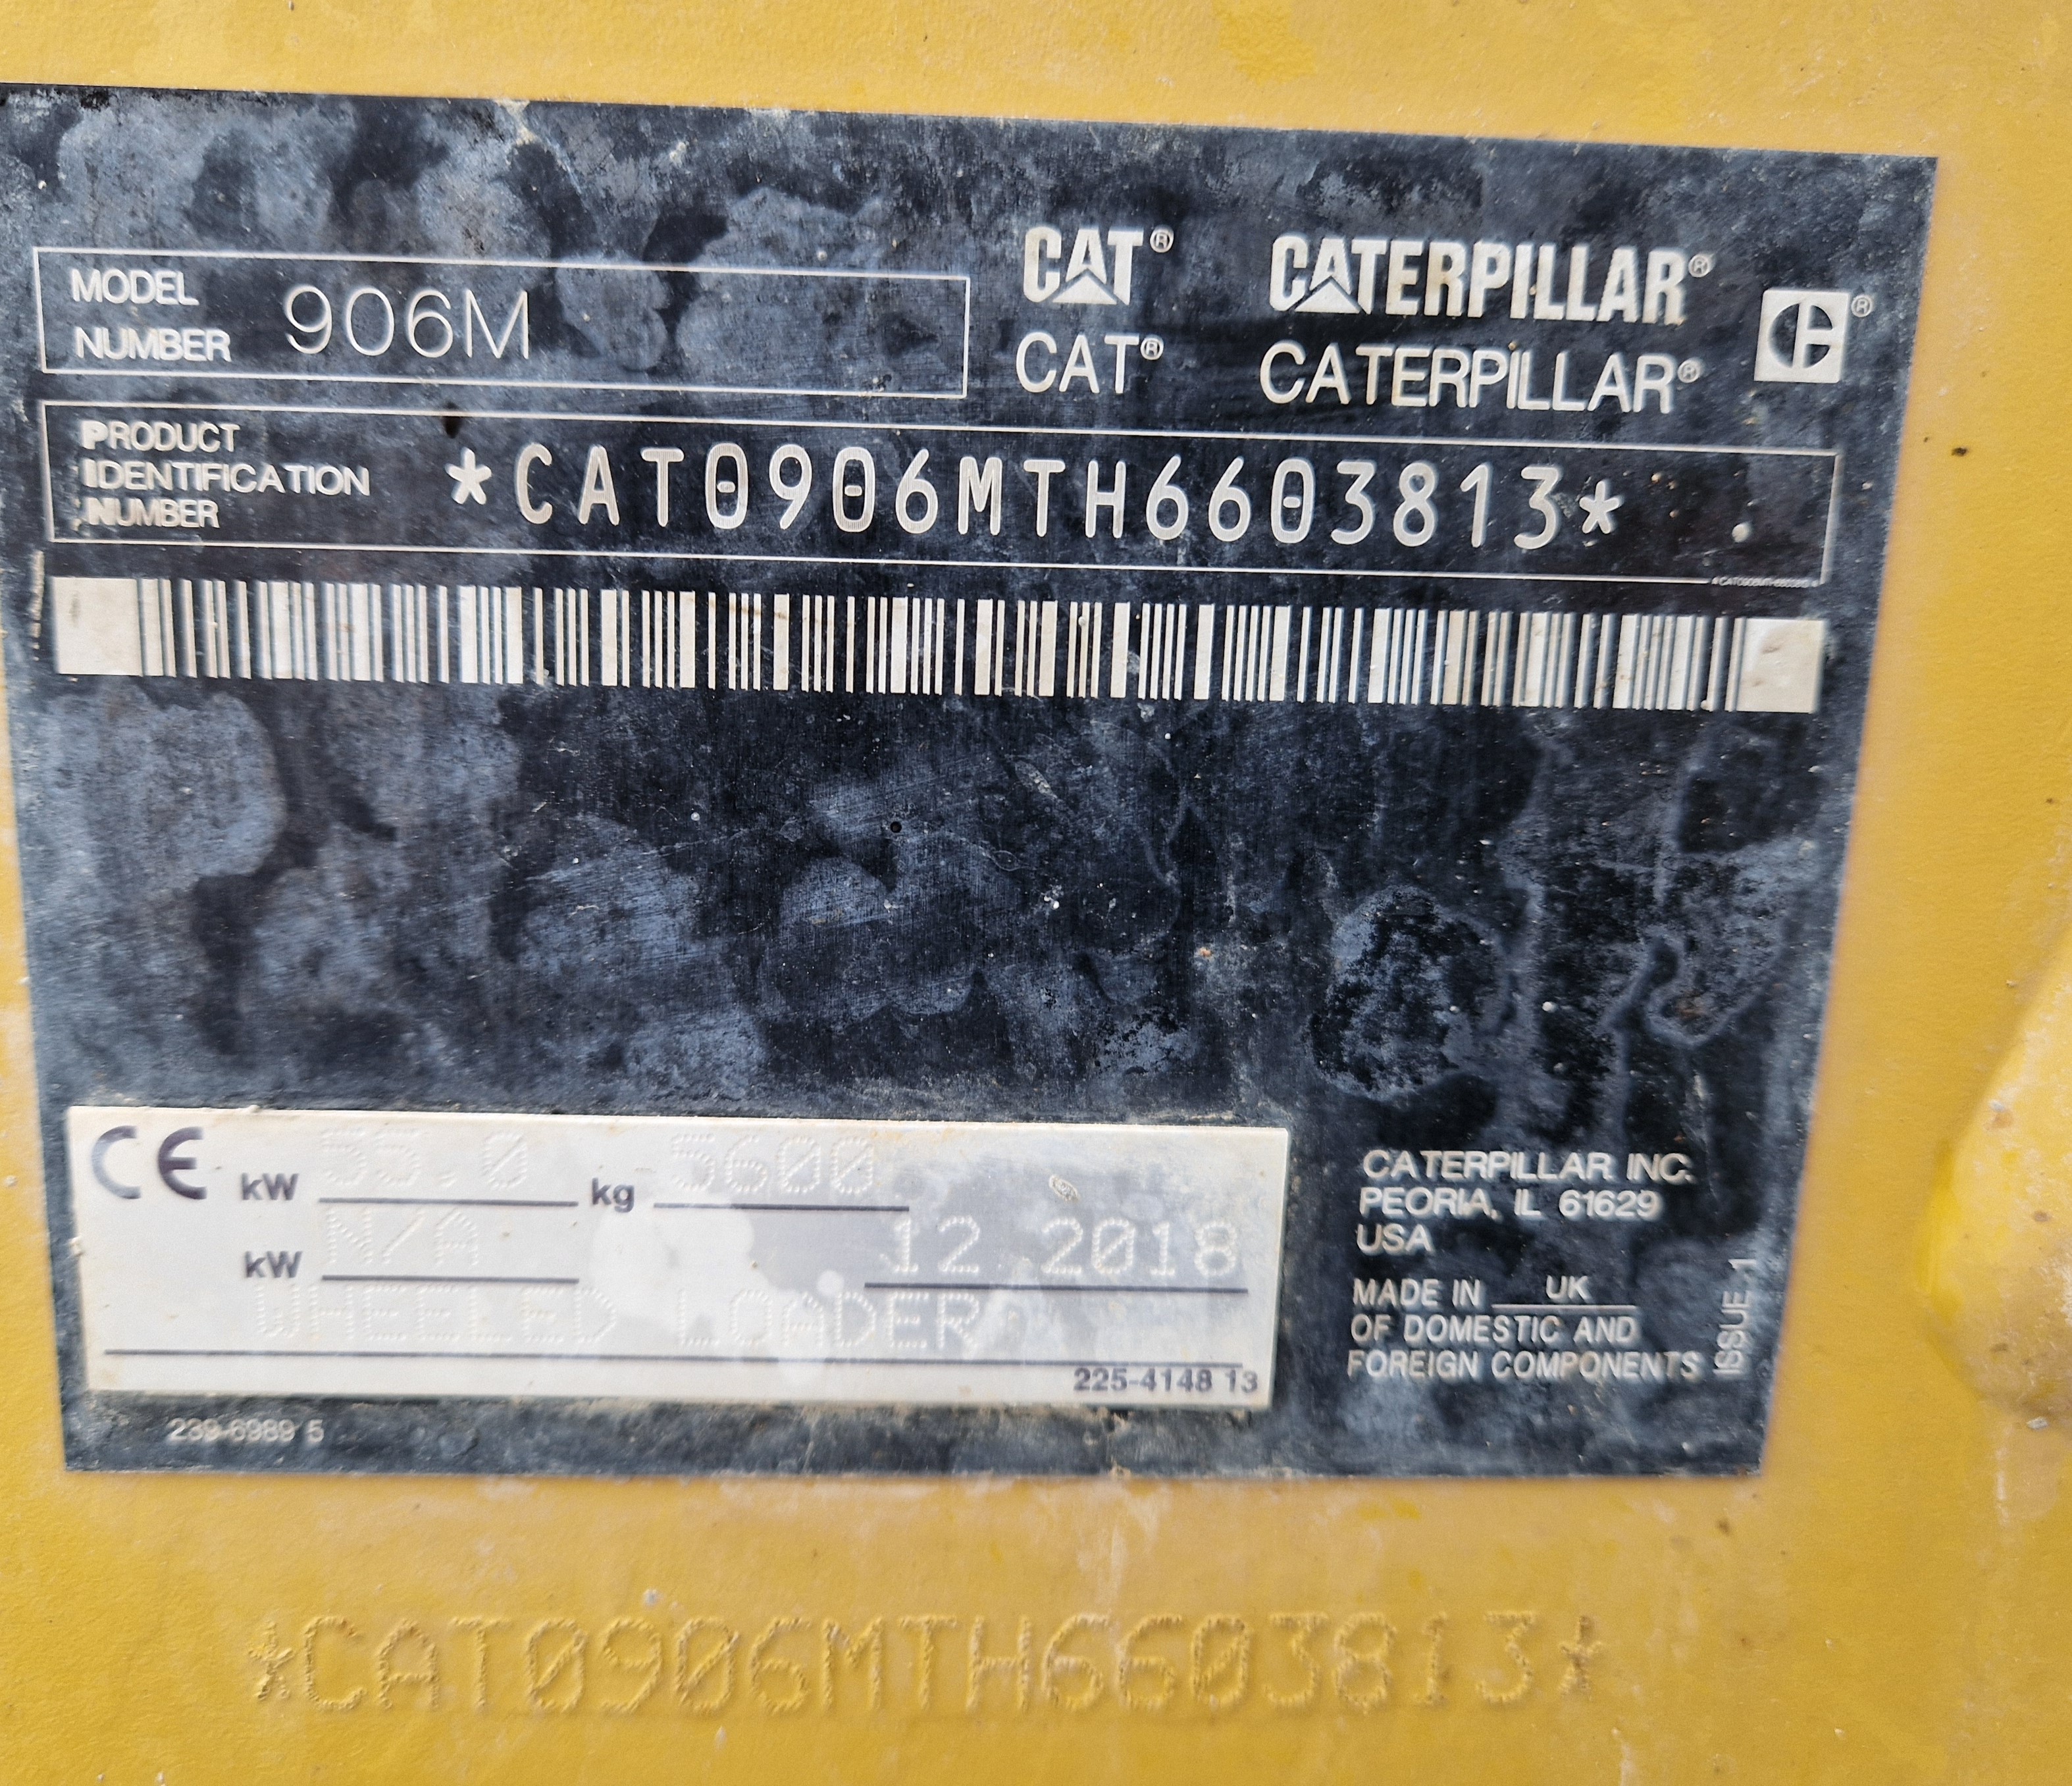 MODEL NUMBER 906M
CAT® CATERPILLAR®
CAT® CATERPILLAR®
®
PRODUCT IDENTIFICATION NUMBER *CAT0906MTH6603813*
CE kW 55.0 kg 5600
kW N/A 12 2018
WHEELED LOADER
225-4148 13
239-6989 5
CATERPILLAR INC.
PEORIA, IL 61629
USA
MADE IN UK
OF DOMESTIC AND
FOREIGN COMPONENTS
ISSUE 1
*CAT0906MTH6603813*